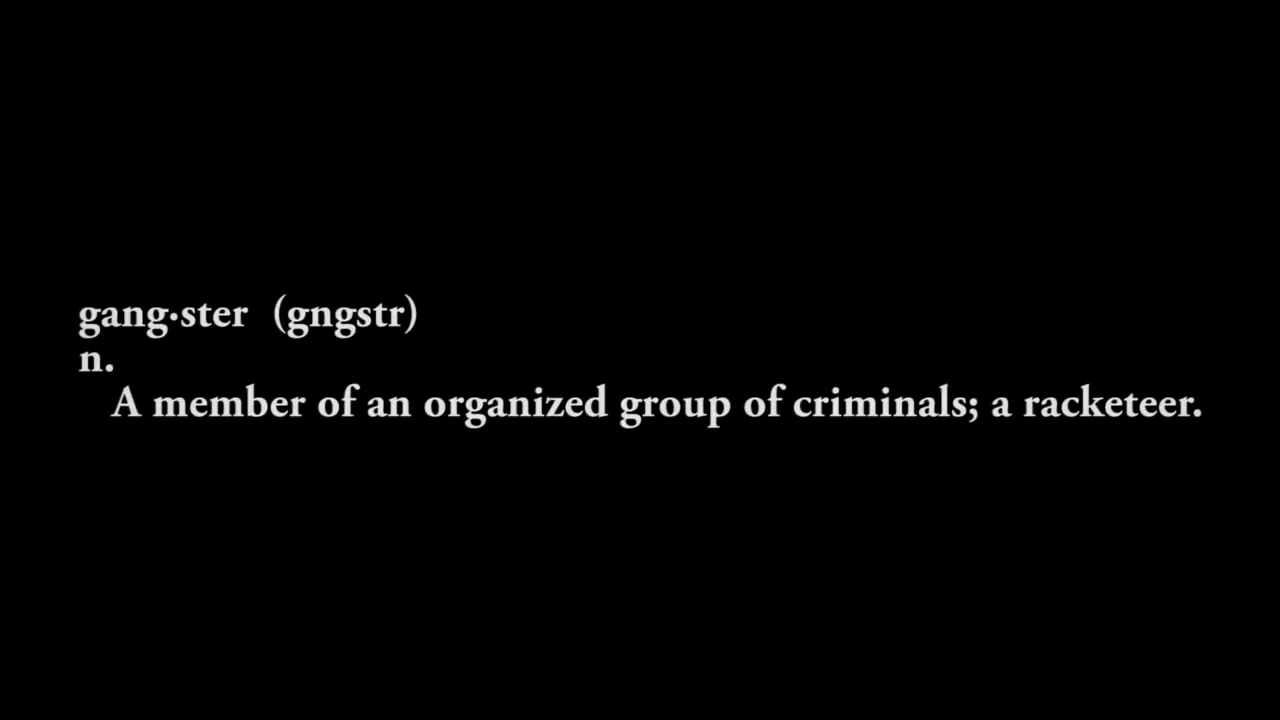 gang·ster (gngstr)
n.
A member of an organized group of criminals; a racketeer.